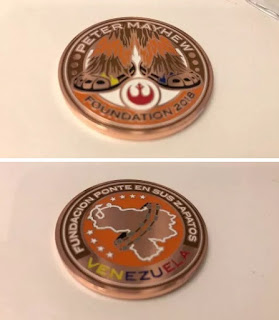 PETER MAYHEW
FOUNDATION 2018
FUNDACION PONTE EN SUS ZAPATOS
VENEZUELA